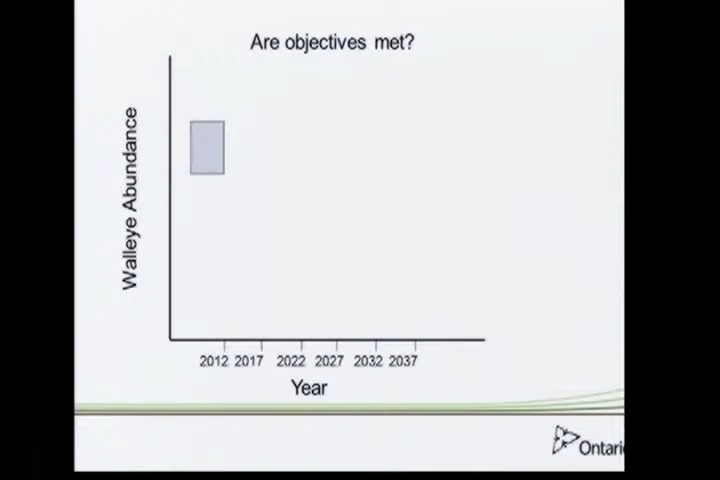 Are objectives met?
Walleye Abundance
2012 2017 2022 2027 2032 2037
Year
Ontari